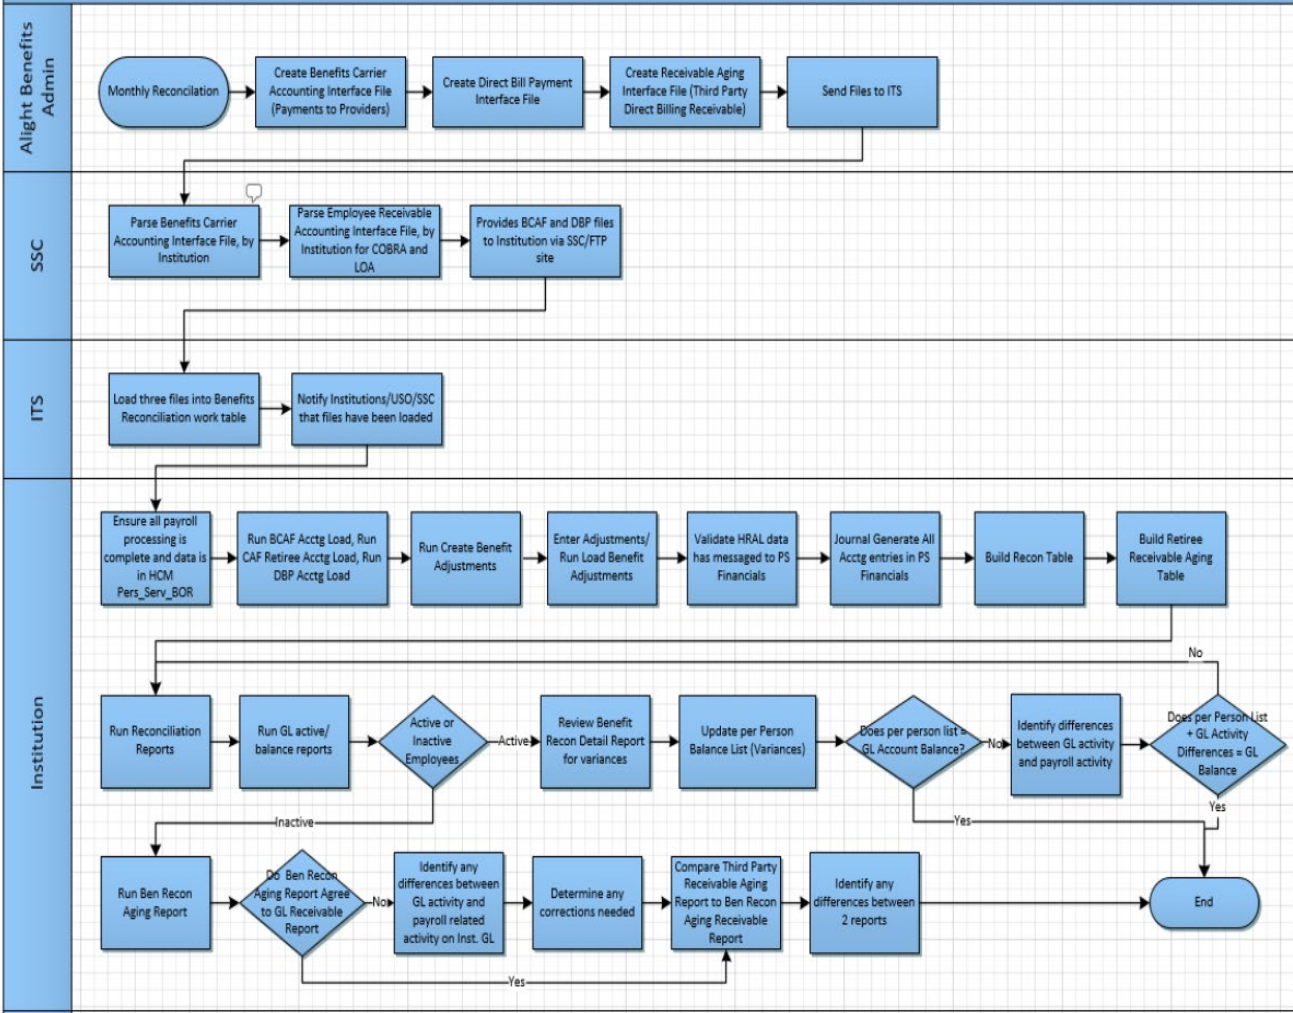 Alight Benefits
Admin
Monthly Reconcilation
Create Benefits Carrier
Accounting Interface File
(Payments to Providers)
Create Direct Bill Payment
Interface File
Create Receivable Aging
Interface File (Third Party
Direct Billing Receivable)
Send Files to ITS
SSC
Parse Benefits Carrier
Accounting Interface File, by
Institution
Parse Employee Receivable
Accounting Interface File, by
Institution for COBRA and
LOA
Provides BCAF and DBP files
to Institution via SSC/FTP
site
ITS
Load three files into Benefits
Reconciliation work table
Notify Institutions/USO/SSC
that files have been loaded
Institution
Ensure all payroll
processing is
complete and data is
in HCM
Pers_Serv_BOR
Run BCAF Acctg Load, Run
CAF Retiree Acctg Load, Run
DBP Acctg Load
Run Create Benefit
Adjustments
Enter Adjustments/
Run Load Benefit
Adjustments
Validate HRAL data
has messaged to PS
Financials
Journal Generate All
Acctg entries in PS
Financials
Build Recon Table
Build Retiree
Receivable Aging
Table
No
Run Reconciliation
Reports
Run GL active/
balance reports
Active or
Inactive
Employees
Active
Review Benefit
Recon Detail Report
for variances
Update per Person
Balance List (Variances)
Does per person list =
GL Account Balance?
No
Identify differences
between GL activity
and payroll activity
Does per Person List
+ GL Activity
Differences = GL
Balance
Yes
Yes
Inactive
Run Ben Recon
Aging Report
Do Ben Recon
Aging Report Agree
to GL Receivable
Report
No
Identify any
differences between
GL activity and
payroll related
activity on Inst. GL
Determine any
corrections needed
Compare Third Party
Receivable Aging
Report to Ben Recon
Aging Receivable
Report
Identify any
differences between
2 reports
End
Yes